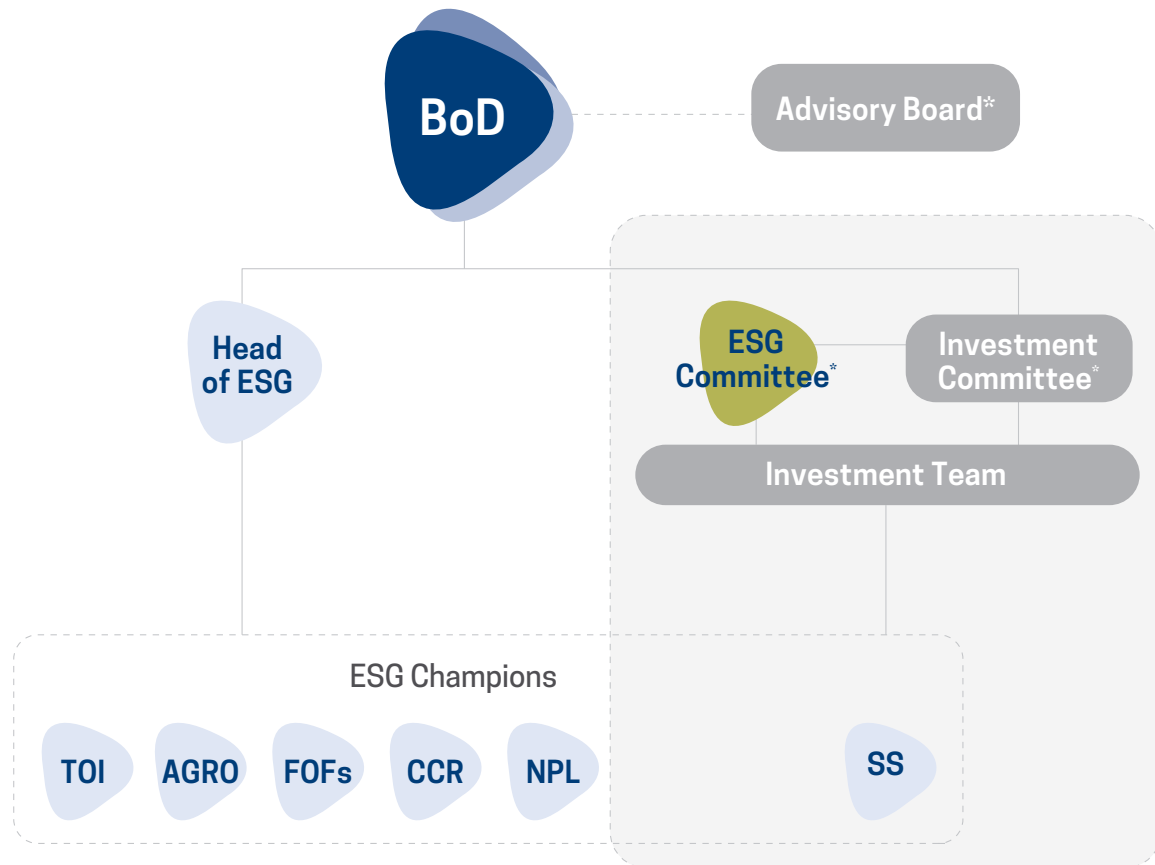 BoD
Advisory Board*
Head
of ESG
ESG
Committee*
Investment
Committee*
Investment Team
ESG Champions
TOI
AGRO
FOFs
CCR
NPL
SS